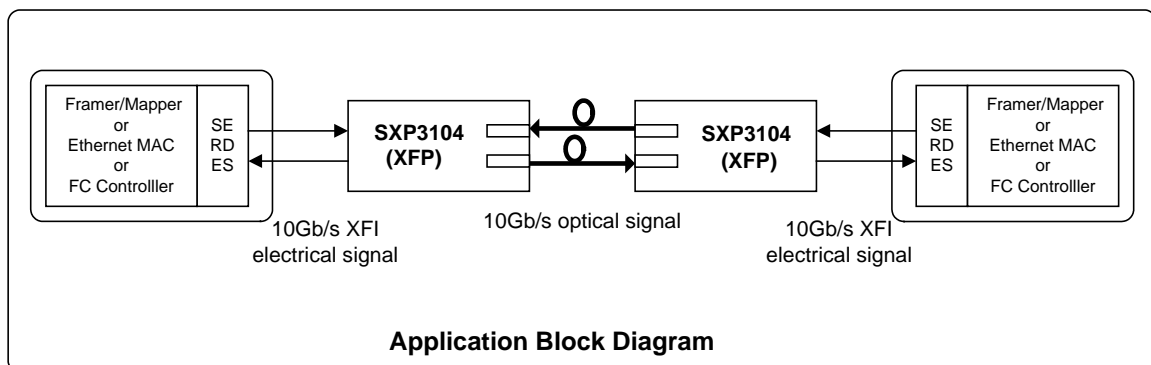 Framer/Mapper
or
Ethernet MAC
or
FC Controlller
SE
RD
ES
SXP3104
(XFP)
SXP3104
(XFP)
SE
RD
ES
Framer/Mapper
or
Ethernet MAC
or
FC Controlller
10Gb/s XFI
electrical signal
10Gb/s optical signal
10Gb/s XFI
electrical signal
Application Block Diagram